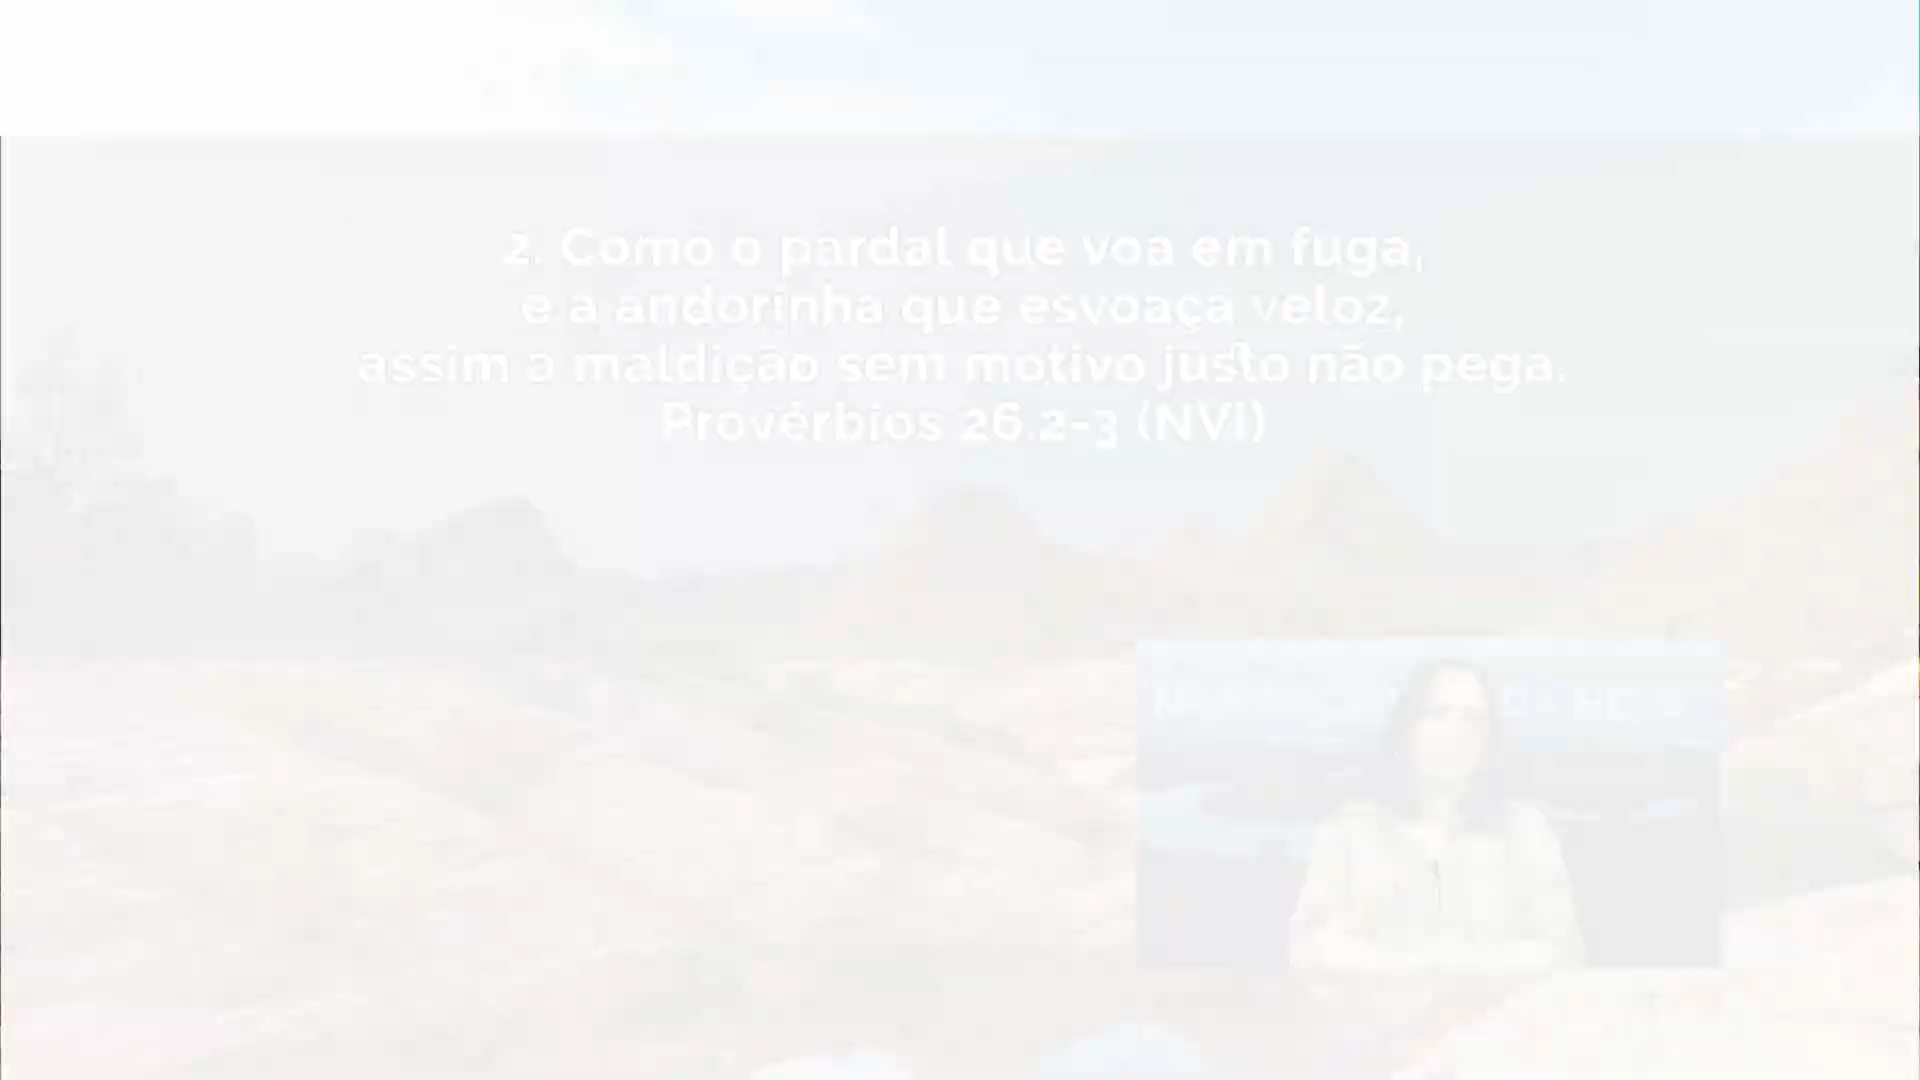 2. Como o pardal que voa em fuga,
e a andorinha que esvoaça veloz,
assim a maldição sem motivo justo não pega.
Provérbios 26.2-3 (NVI)